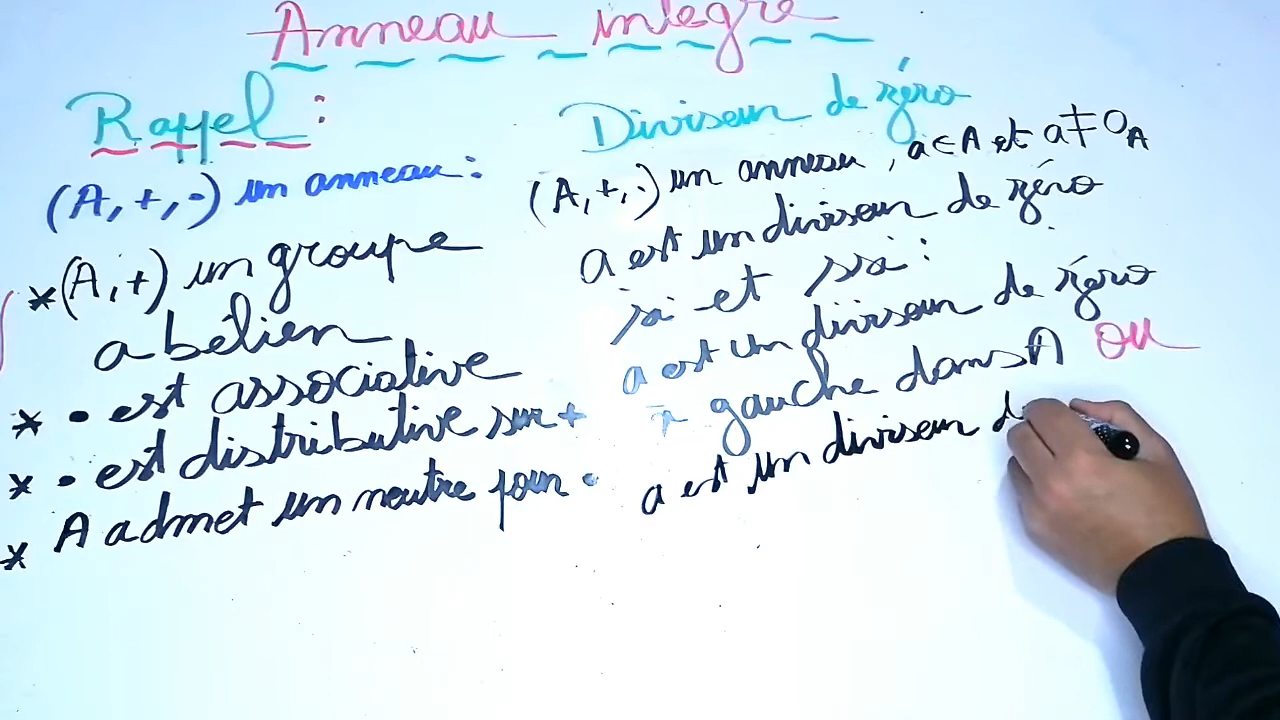 Anneau intègre
Rappel :
(A, +, ·) un anneau :
* (A, +) un groupe
abélien
* • est associative
* • est distributive sur +
* A admet un neutre pour •
Diviseur de zéro
(A, +, ·) un anneau, a∈A et a≠0_A
a est un diviseur de zéro
si et ssi :
a est un diviseur de zéro
à gauche dans A ou
a est un diviseur d